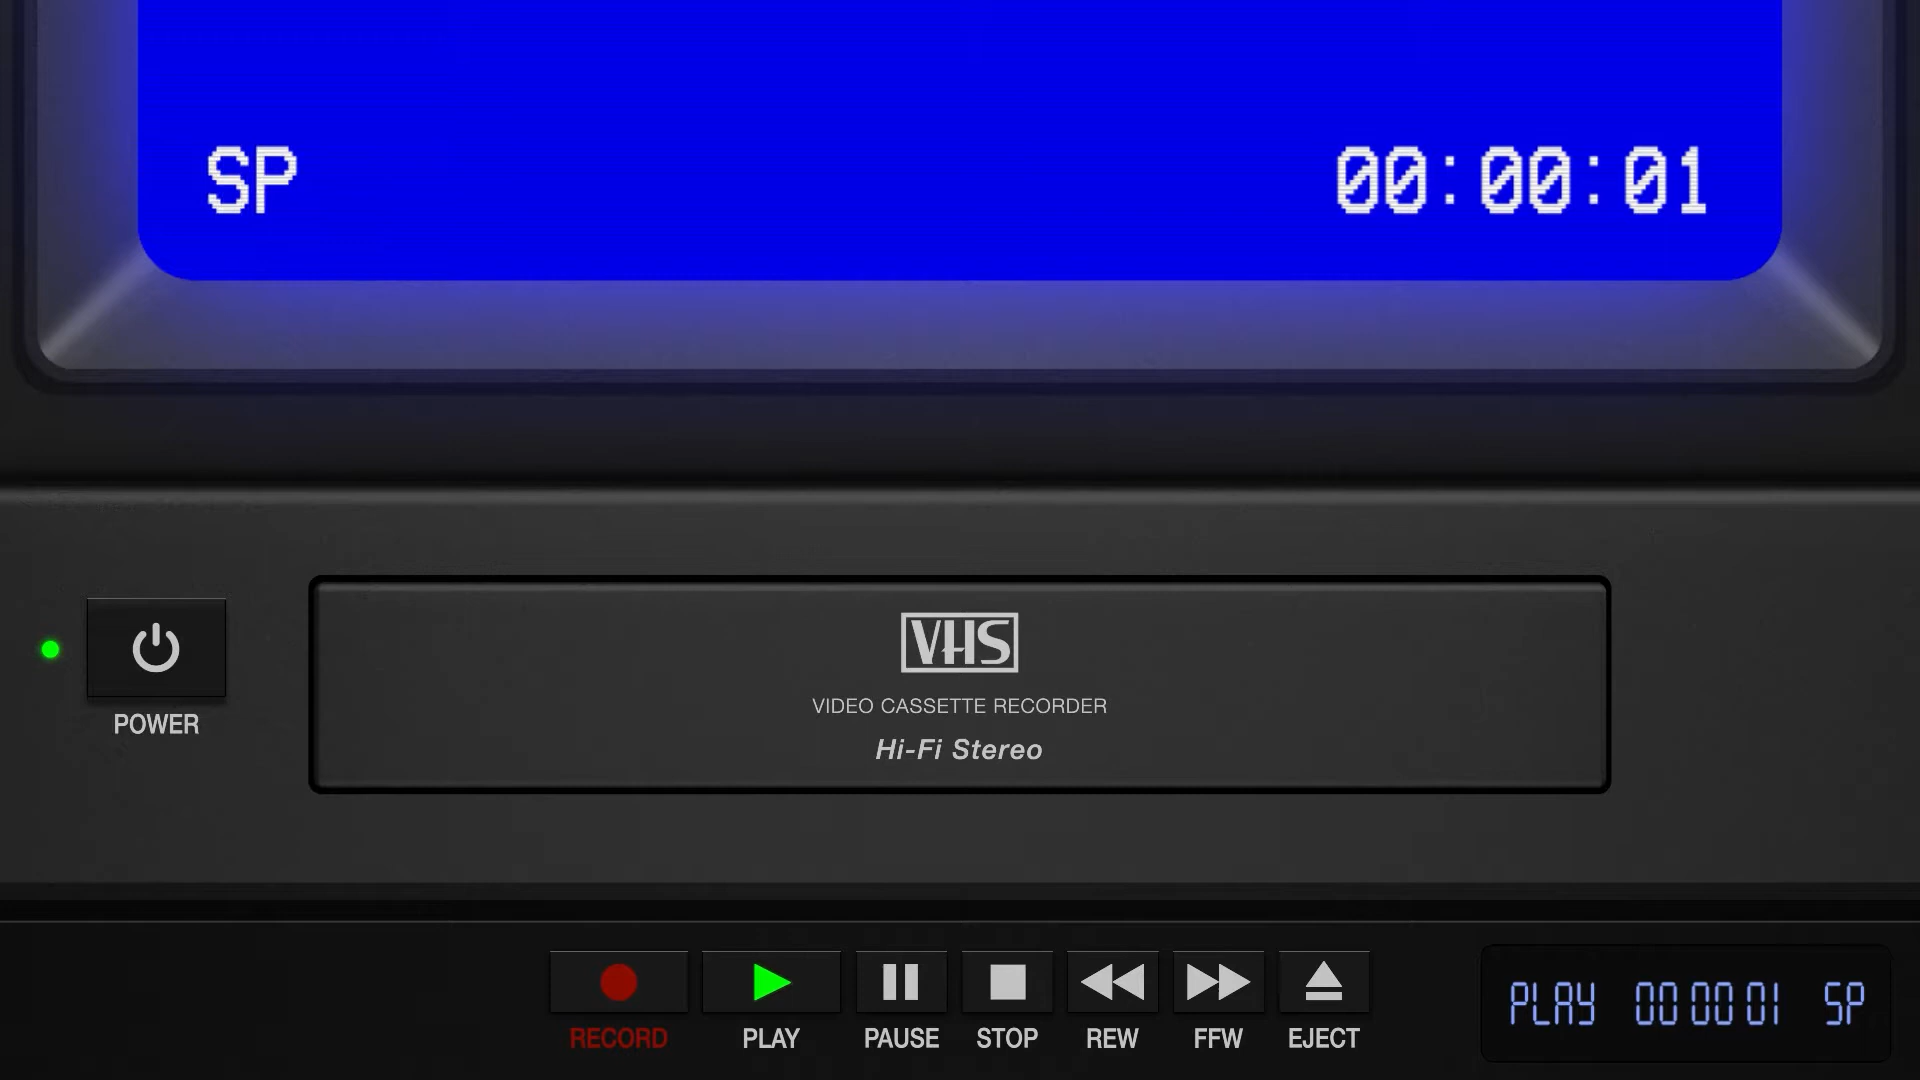 SP 00:00:01
VHS
VIDEO CASSETTE RECORDER
Hi-Fi Stereo
POWER
RECORD PLAY PAUSE STOP REW FFW EJECT
PLAY 00 00 01 SP